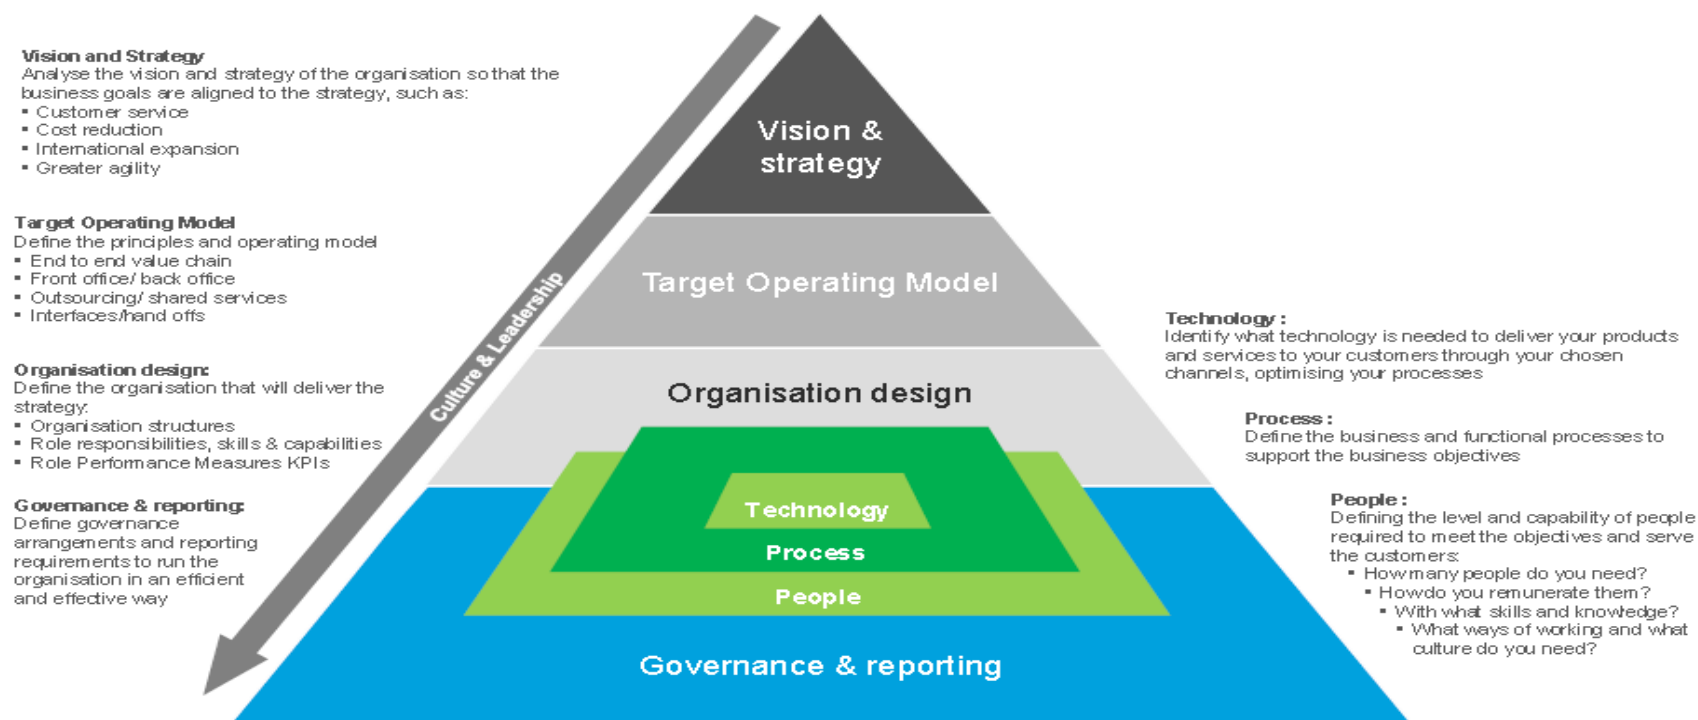 Vision and Strategy
Analyse the vision and strategy of the organisation so that the
business goals are aligned to the strategy, such as:
▪ Customer service
▪ Cost reduction
▪ International expansion
▪ Greater agility
Target Operating Model
Define the principles and operating model
▪ End to end value chain
▪ Front office/ back office
▪ Outsourcing/ shared services
▪ Interfaces/hand offs
Organisation design:
Define the organisation that will deliver the
strategy:
▪ Organisation structures
▪ Role responsibilities, skills & capabilities
▪ Role Performance Measures KPIs
Governance & reporting:
Define governance
arrangements and reporting
requirements to run the
organisation in an efficient
and effective way
Culture & Leadership
Vision &
strategy
Target Operating Model
Organisation design
Technology
Process
People
Governance & reporting
Technology :
Identify what technology is needed to deliver your products
and services to your customers through your chosen
channels, optimising your processes
Process :
Define the business and functional processes to
support the business objectives
People :
Defining the level and capability of people
required to meet the objectives and serve
the customers:
▪ How many people do you need?
▪ How do you remunerate them?
▪ With what skills and knowledge?
▪ What ways of working and what
culture do you need?